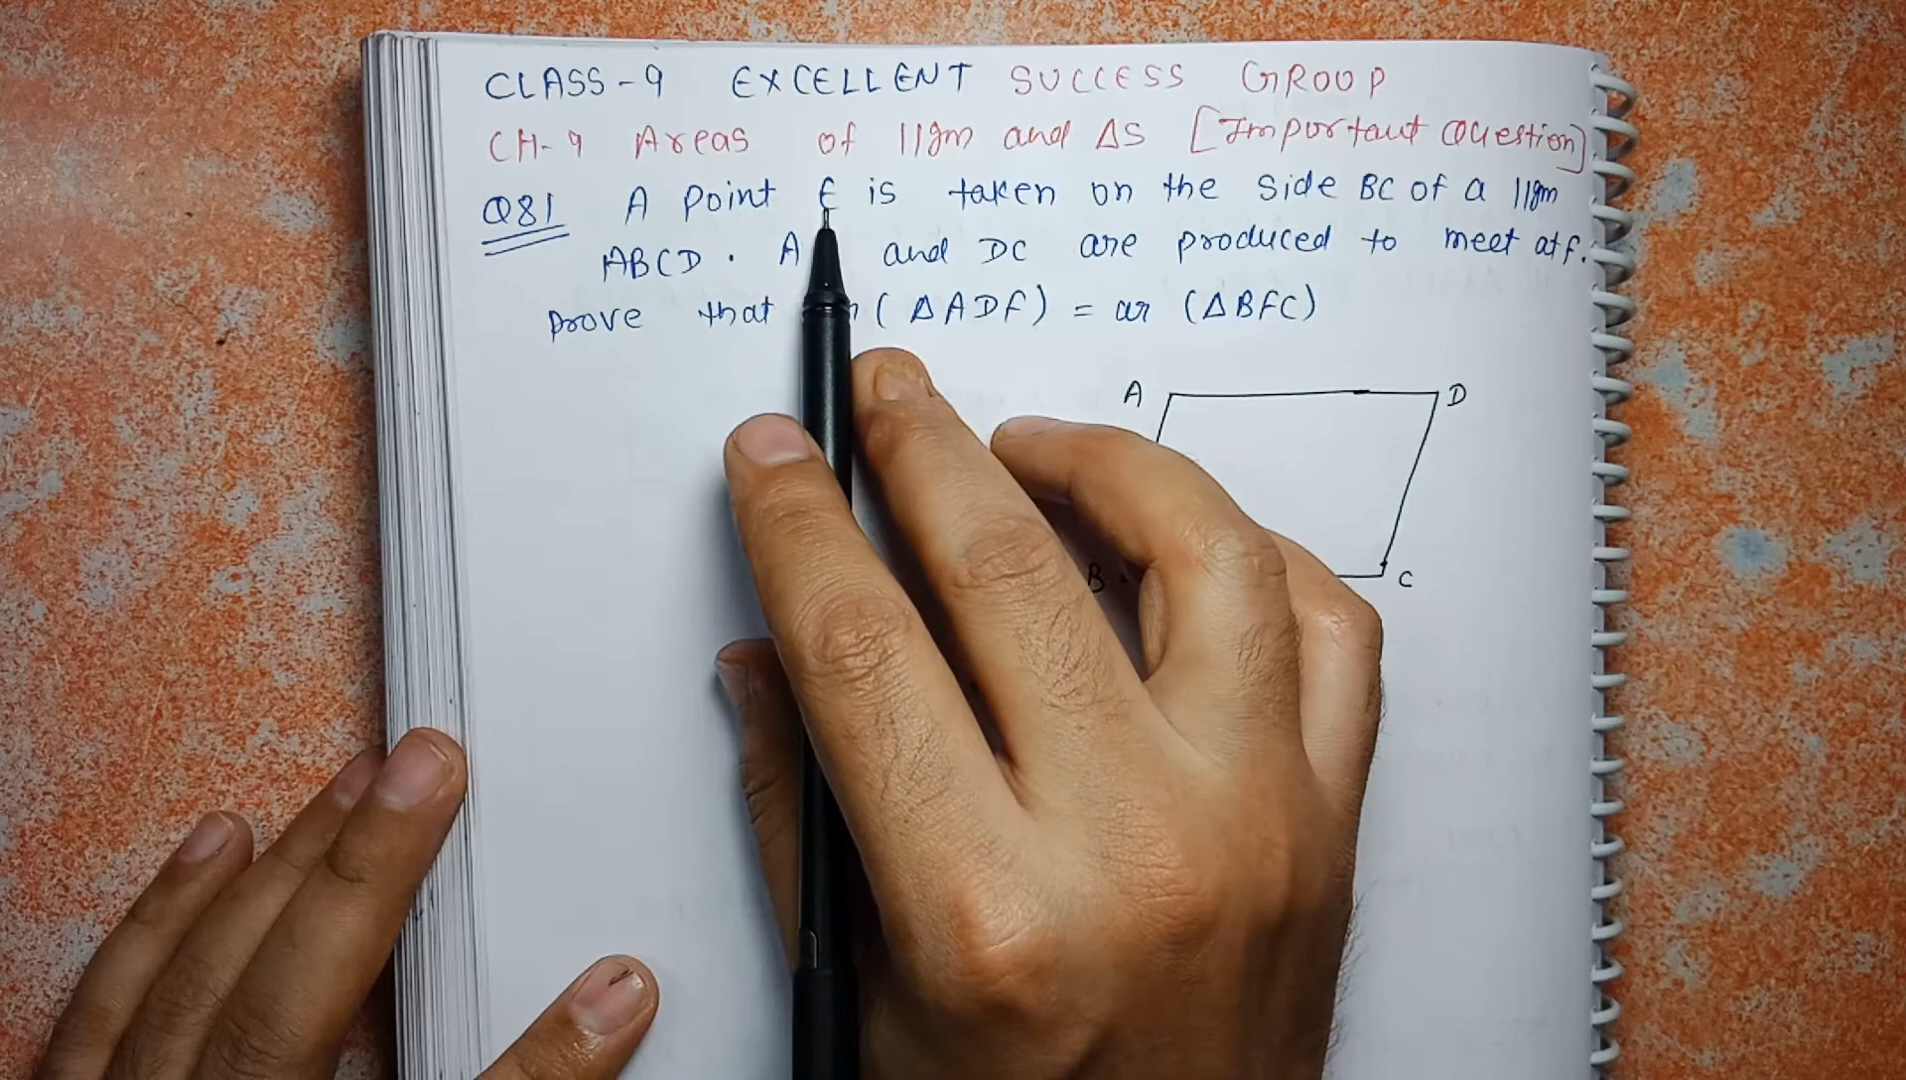 CLASS-9 EXCELLENT SUCCESS GROUP
CH-9 Areas of ||gm and ΔS [Important Question]
Q81 A Point E is taken on the side BC of a ||gm
ABCD. A and DC are produced to meet at F.
Prove that (ΔADF) = ar (ΔBFC)
A D
B C